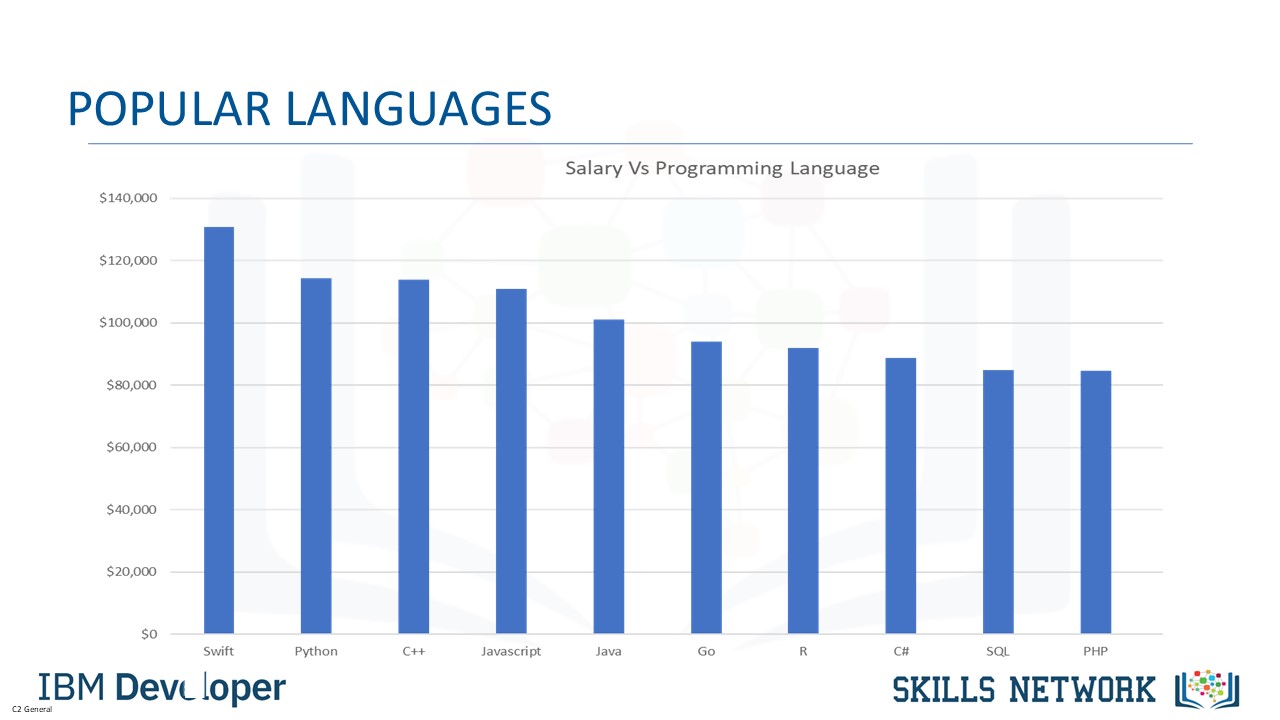 POPULAR LANGUAGES
Salary Vs Programming Language
$140,000
$120,000
$100,000
$80,000
$60,000
$40,000
$20,000
$0
Swift Python C++ Javascript Java Go R C# SQL PHP
IBM Developer
SKILLS NETWORK
C2 General